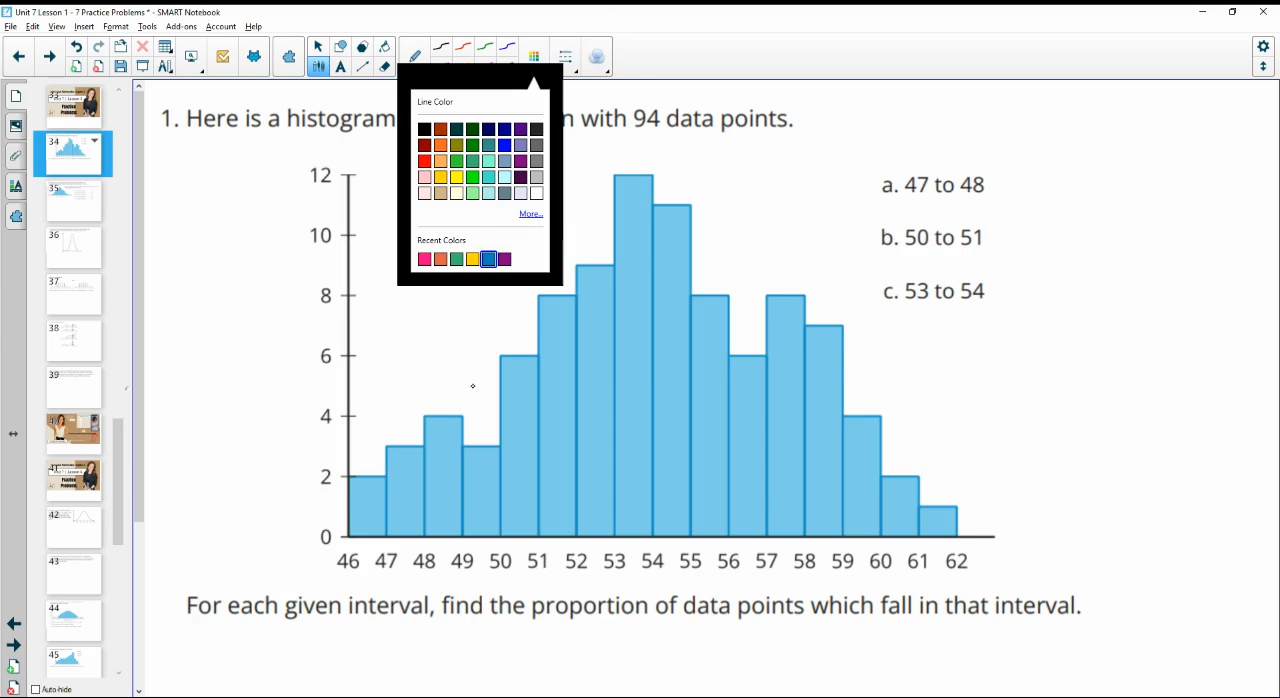 Unit 7 Lesson 1 - 7 Practice Problems * - SMART Notebook
File Edit View Insert Format Tools Add-ons Account Help
Line Color
More...
Recent Colors
1. Here is a histogram
n with 94 data points.
12
10
8
6
4
2
0
46 47 48 49 50 51 52 53 54 55 56 57 58 59 60 61 62
a. 47 to 48
b. 50 to 51
c. 53 to 54
For each given interval, find the proportion of data points which fall in that interval.
33
34
35
36
37
38
39
40
41
Practice
42
43
44
45
Auto-hide